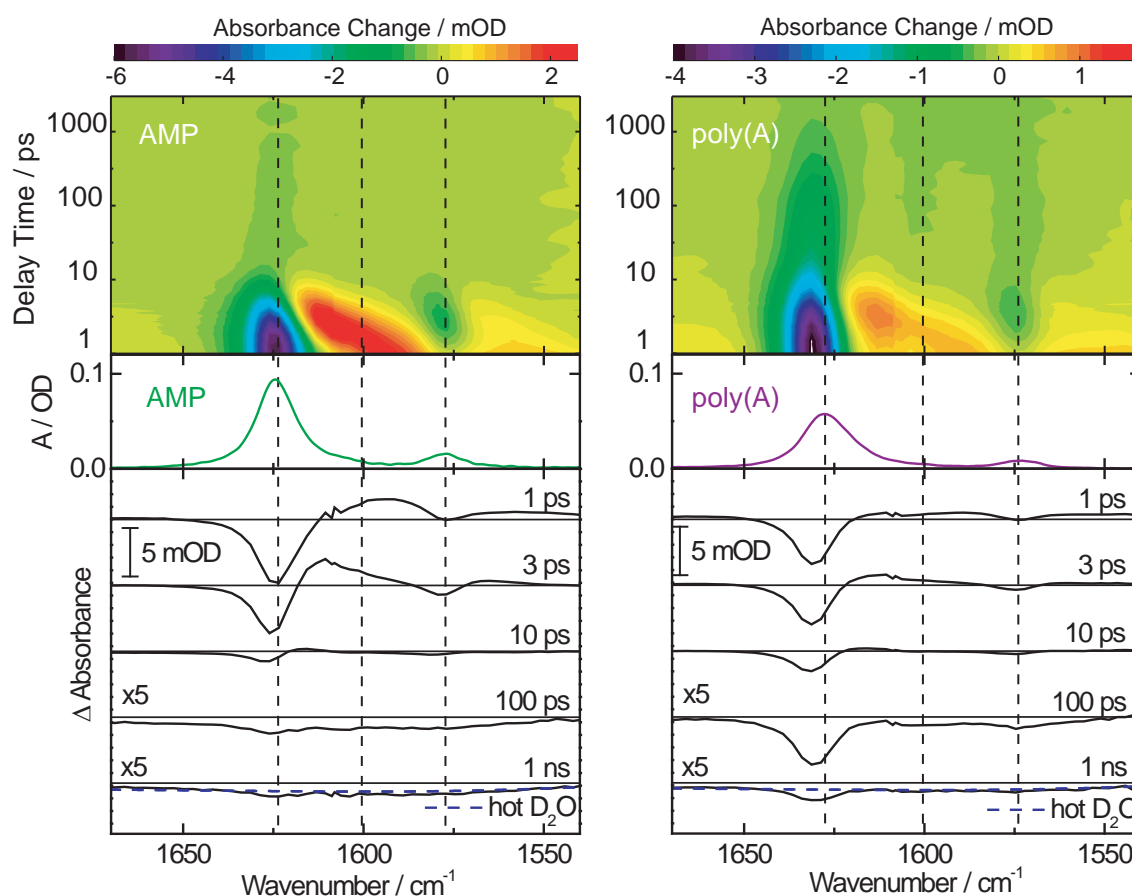 Absorbance Change / mOD
-6 -4 -2 0 2
Delay Time / ps
1000
100
10
1
AMP
A / OD
0.1
0.0
AMP
Δ Absorbance
1 ps
5 mOD
3 ps
10 ps
x5
100 ps
x5
1 ns
hot D₂O
1650 1600 1550
Wavenumber / cm⁻¹
Absorbance Change / mOD
-4 -3 -2 -1 0 1
1000
100
10
1
poly(A)
0.1
0.0
poly(A)
1 ps
5 mOD
3 ps
10 ps
x5
100 ps
x5
1 ns
hot D₂O
1650 1600 1550
Wavenumber / cm⁻¹